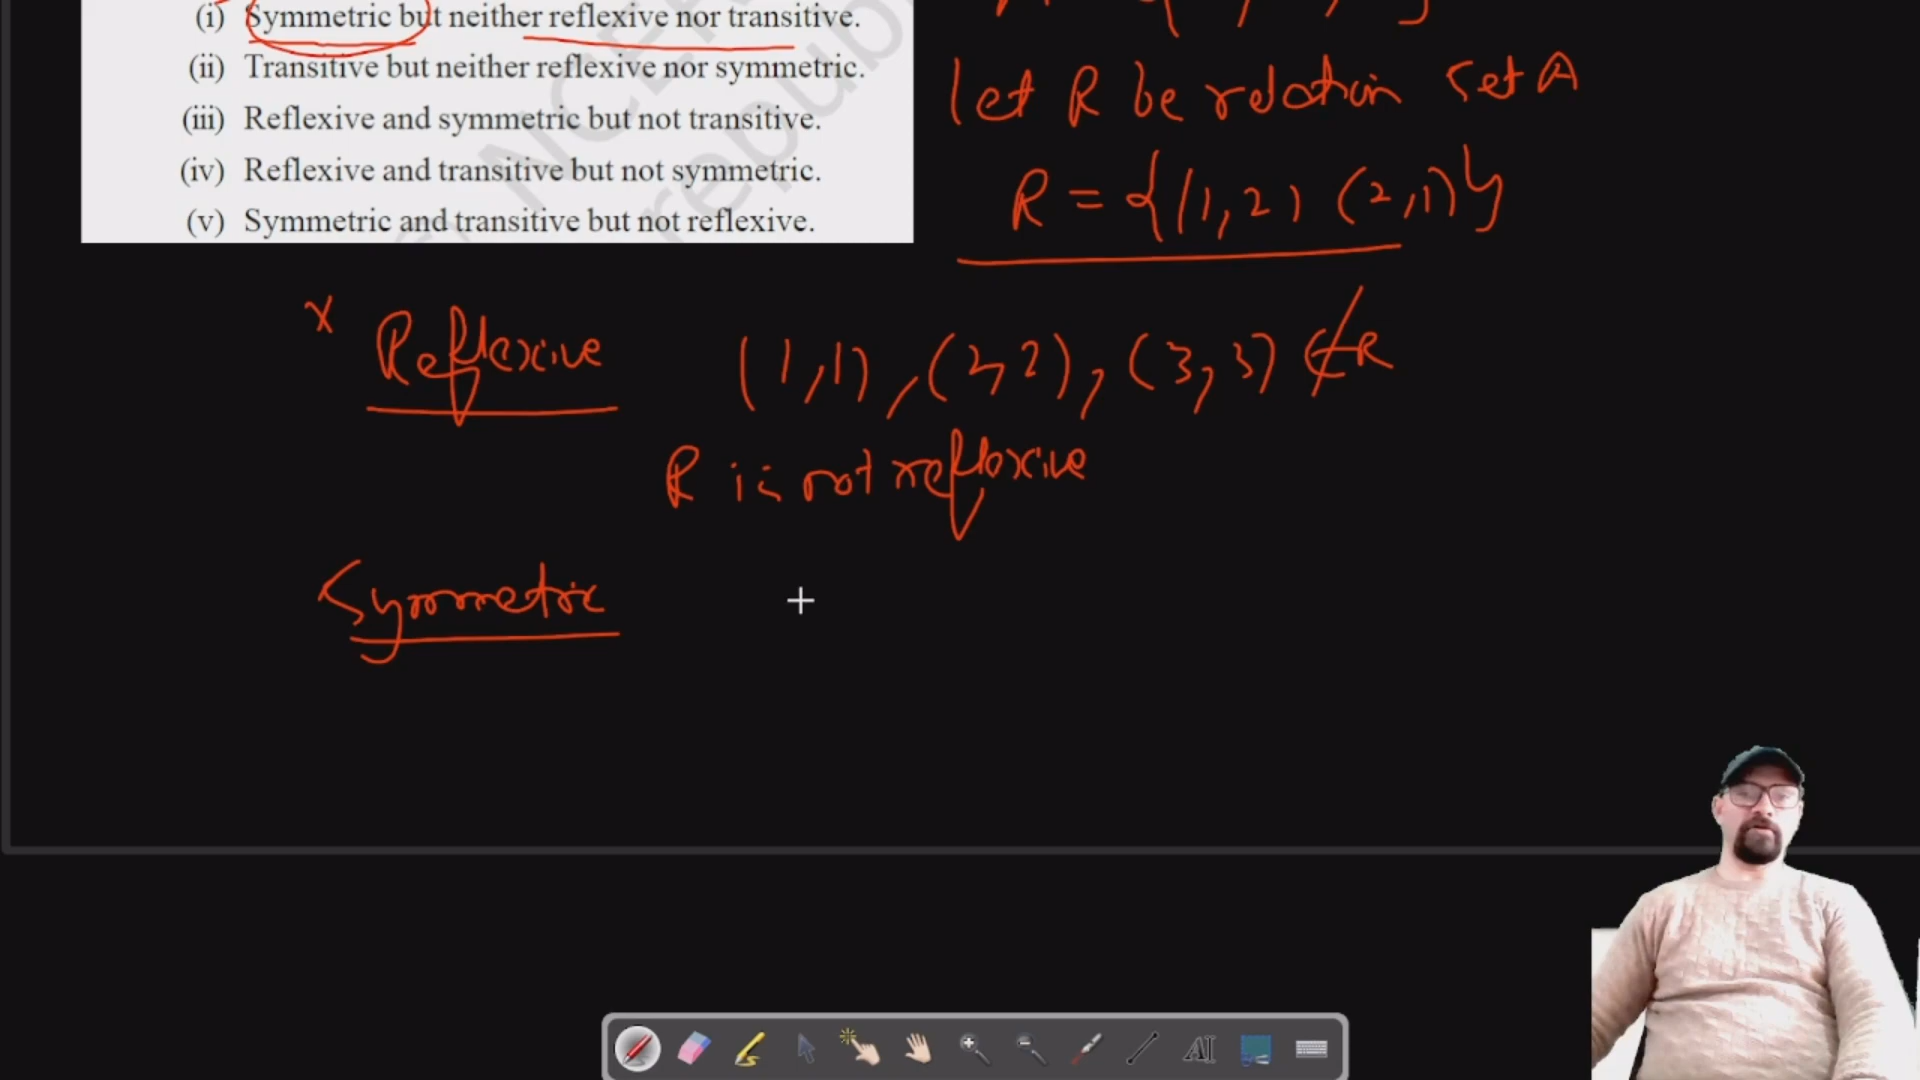 (i) Symmetric but neither reflexive nor transitive.
(ii) Transitive but neither reflexive nor symmetric.
(iii) Reflexive and symmetric but not transitive.
(iv) Reflexive and transitive but not symmetric.
(v) Symmetric and transitive but not reflexive.
let R be relation set A
R = {(1,2) (2,1)}
x Reflexive (1,1), (2,2), (3,3) ∉ R
R is not reflexive
Symmetric
AI